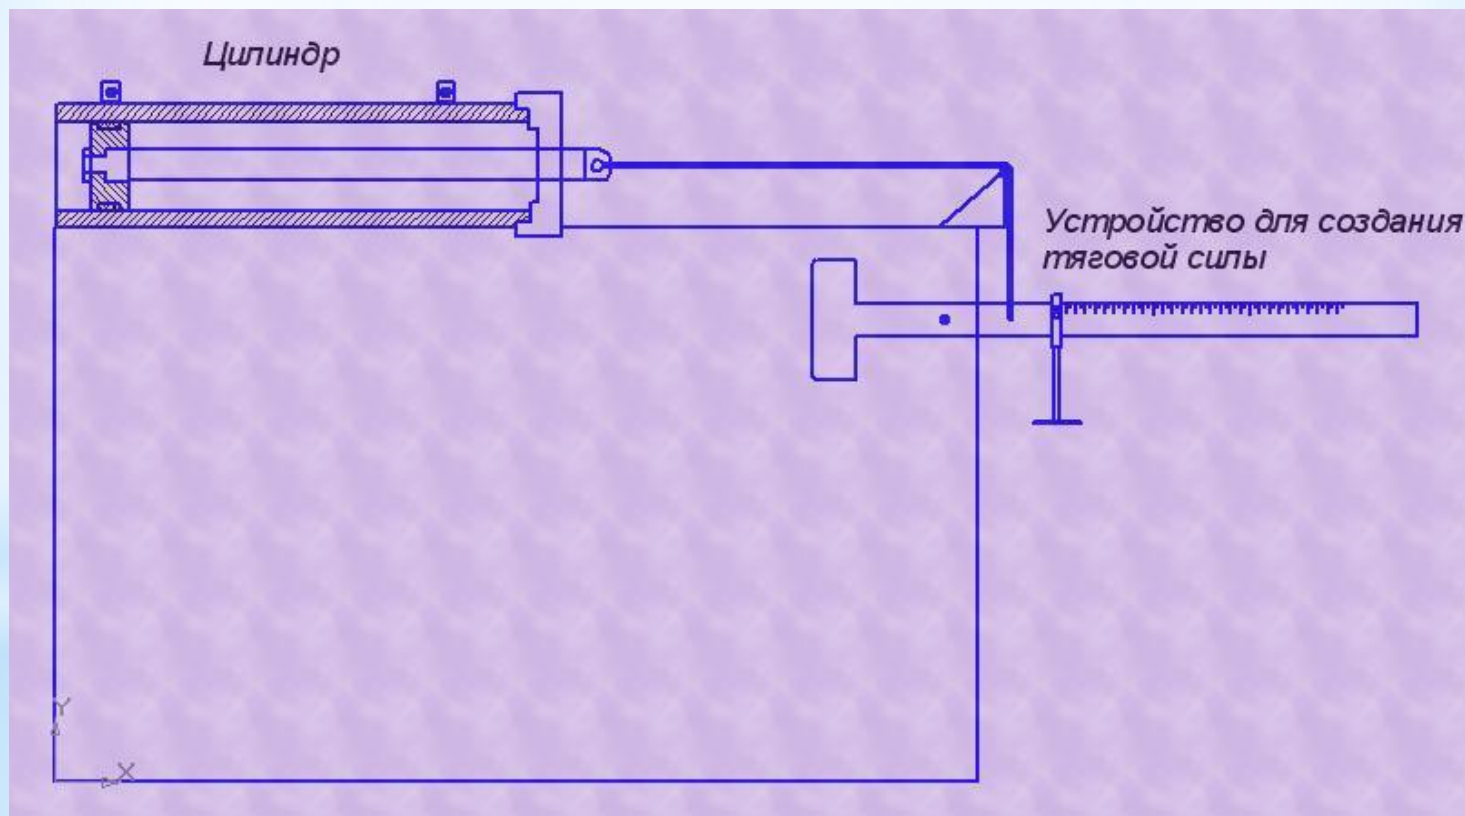 Цилиндр
Устройство для создания
тяговой силы
Y
X